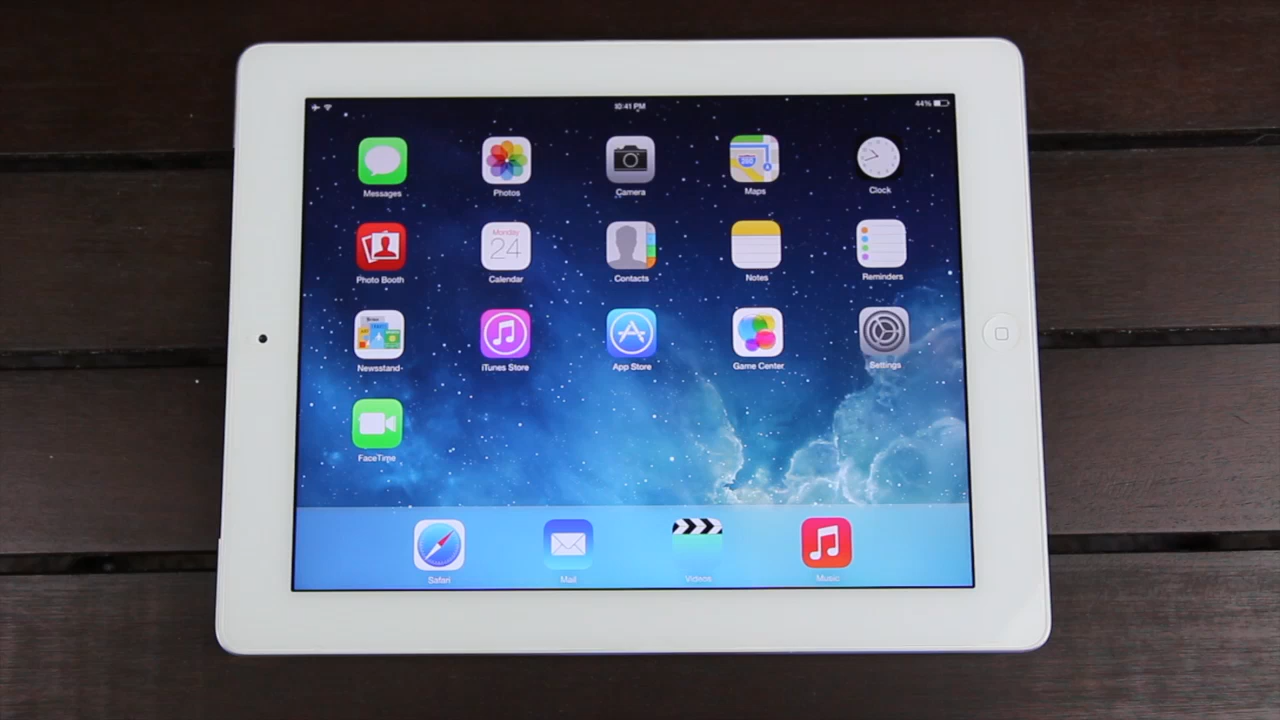 10:41 PM
44%
Messages
Photos
Camera
Maps
Clock
Photo Booth
Monday
24
Calendar
Contacts
Notes
Reminders
Newsstand
iTunes Store
App Store
Game Center
Settings
FaceTime
Safari
Mail
Videos
Music